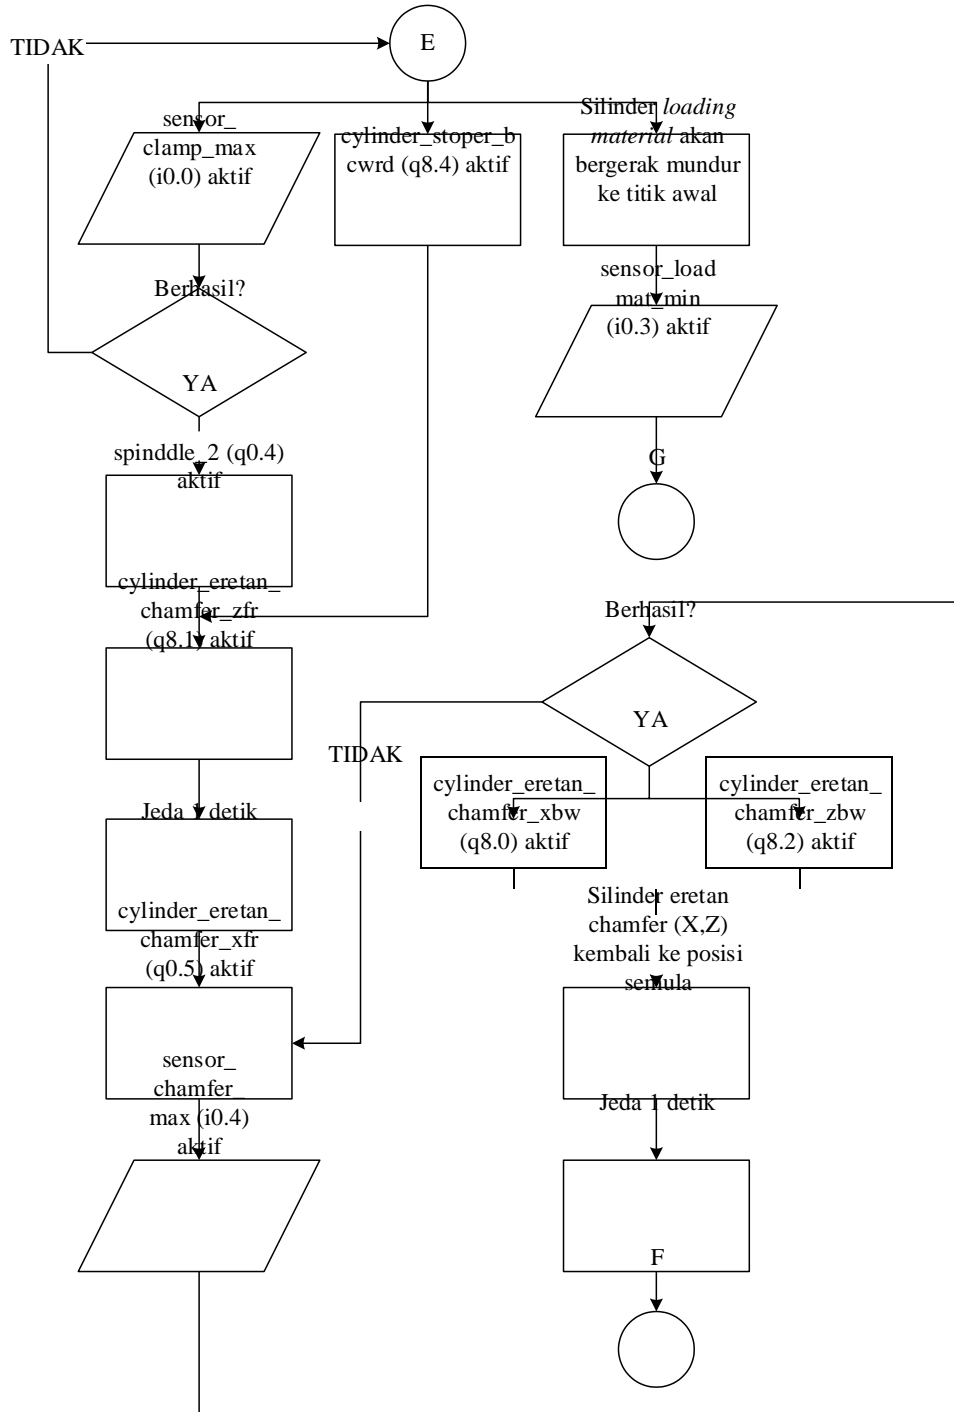 TIDAK
E
sensor_
clamp_max
(i0.0) aktif
cylinder_stoper_b
cwrd (q8.4) aktif
Silinder loading
material akan
bergerak mundur
ke titik awal
Berhasil?
YA
sensor_load
mat_min
(i0.3) aktif
G
spinddle_2 (q0.4)
aktif
cylinder_eretan_
chamfer_zfr
(q8.1) aktif
Jeda 1 detik
cylinder_eretan_
chamfer_xfr
(q0.5) aktif
sensor_
chamfer_
max (i0.4)
aktif
Berhasil?
YA
TIDAK
cylinder_eretan_
chamfer_xbw
(q8.0) aktif
cylinder_eretan_
chamfer_zbw
(q8.2) aktif
Silinder eretan
chamfer (X,Z)
kembali ke posisi
semula
Jeda 1 detik
F